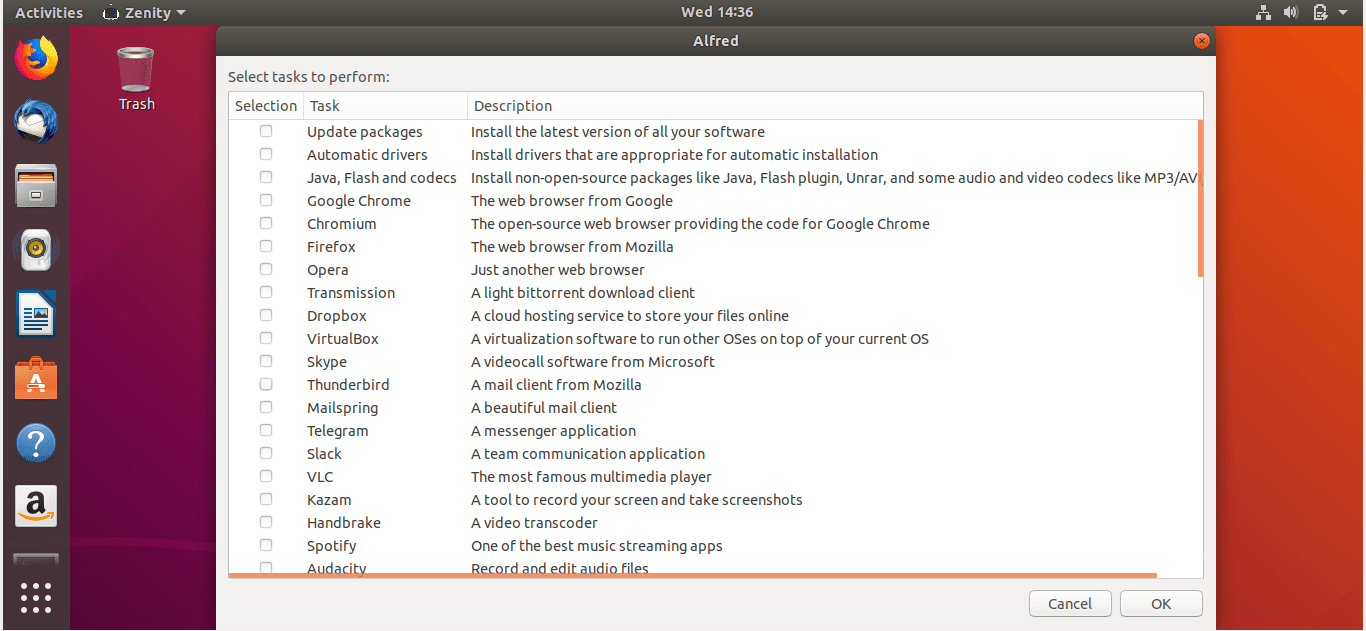 Activities Zenity Wed 14:36
Alfred
Trash
Select tasks to perform:
Selection Task Description
Update packages Install the latest version of all your software
Automatic drivers Install drivers that are appropriate for automatic installation
Java, Flash and codecs Install non-open-source packages like Java, Flash plugin, Unrar, and some audio and video codecs like MP3/AVI
Google Chrome The web browser from Google
Chromium The open-source web browser providing the code for Google Chrome
Firefox The web browser from Mozilla
Opera Just another web browser
Transmission A light bittorrent download client
Dropbox A cloud hosting service to store your files online
VirtualBox A virtualization software to run other OSes on top of your current OS
Skype A videocall software from Microsoft
Thunderbird A mail client from Mozilla
Mailspring A beautiful mail client
Telegram A messenger application
Slack A team communication application
VLC The most famous multimedia player
Kazam A tool to record your screen and take screenshots
Handbrake A video transcoder
Spotify One of the best music streaming apps
Audacity Record and edit audio files
Cancel OK